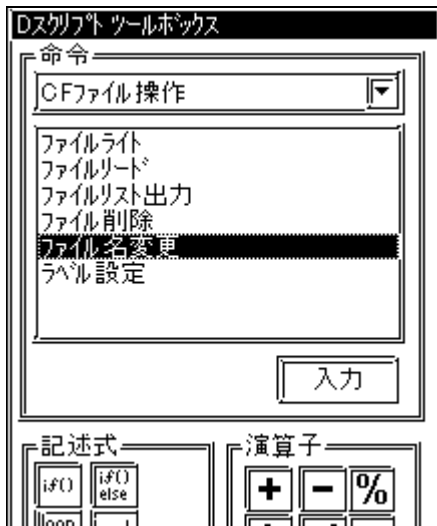 Dｽｸﾘﾌﾟﾄ ﾂｰﾙﾎﾞｯｸｽ
命令
CFﾌｧｲﾙ操作
ﾌｧｲﾙﾗｲﾄ
ﾌｧｲﾙﾘｰﾄﾞ
ﾌｧｲﾙﾘｽﾄ出力
ﾌｧｲﾙ削除
ﾌｧｲﾙ名変更
ﾗﾍﾞﾙ設定
入力
記述式 演算子
if() if() else + - %
loop